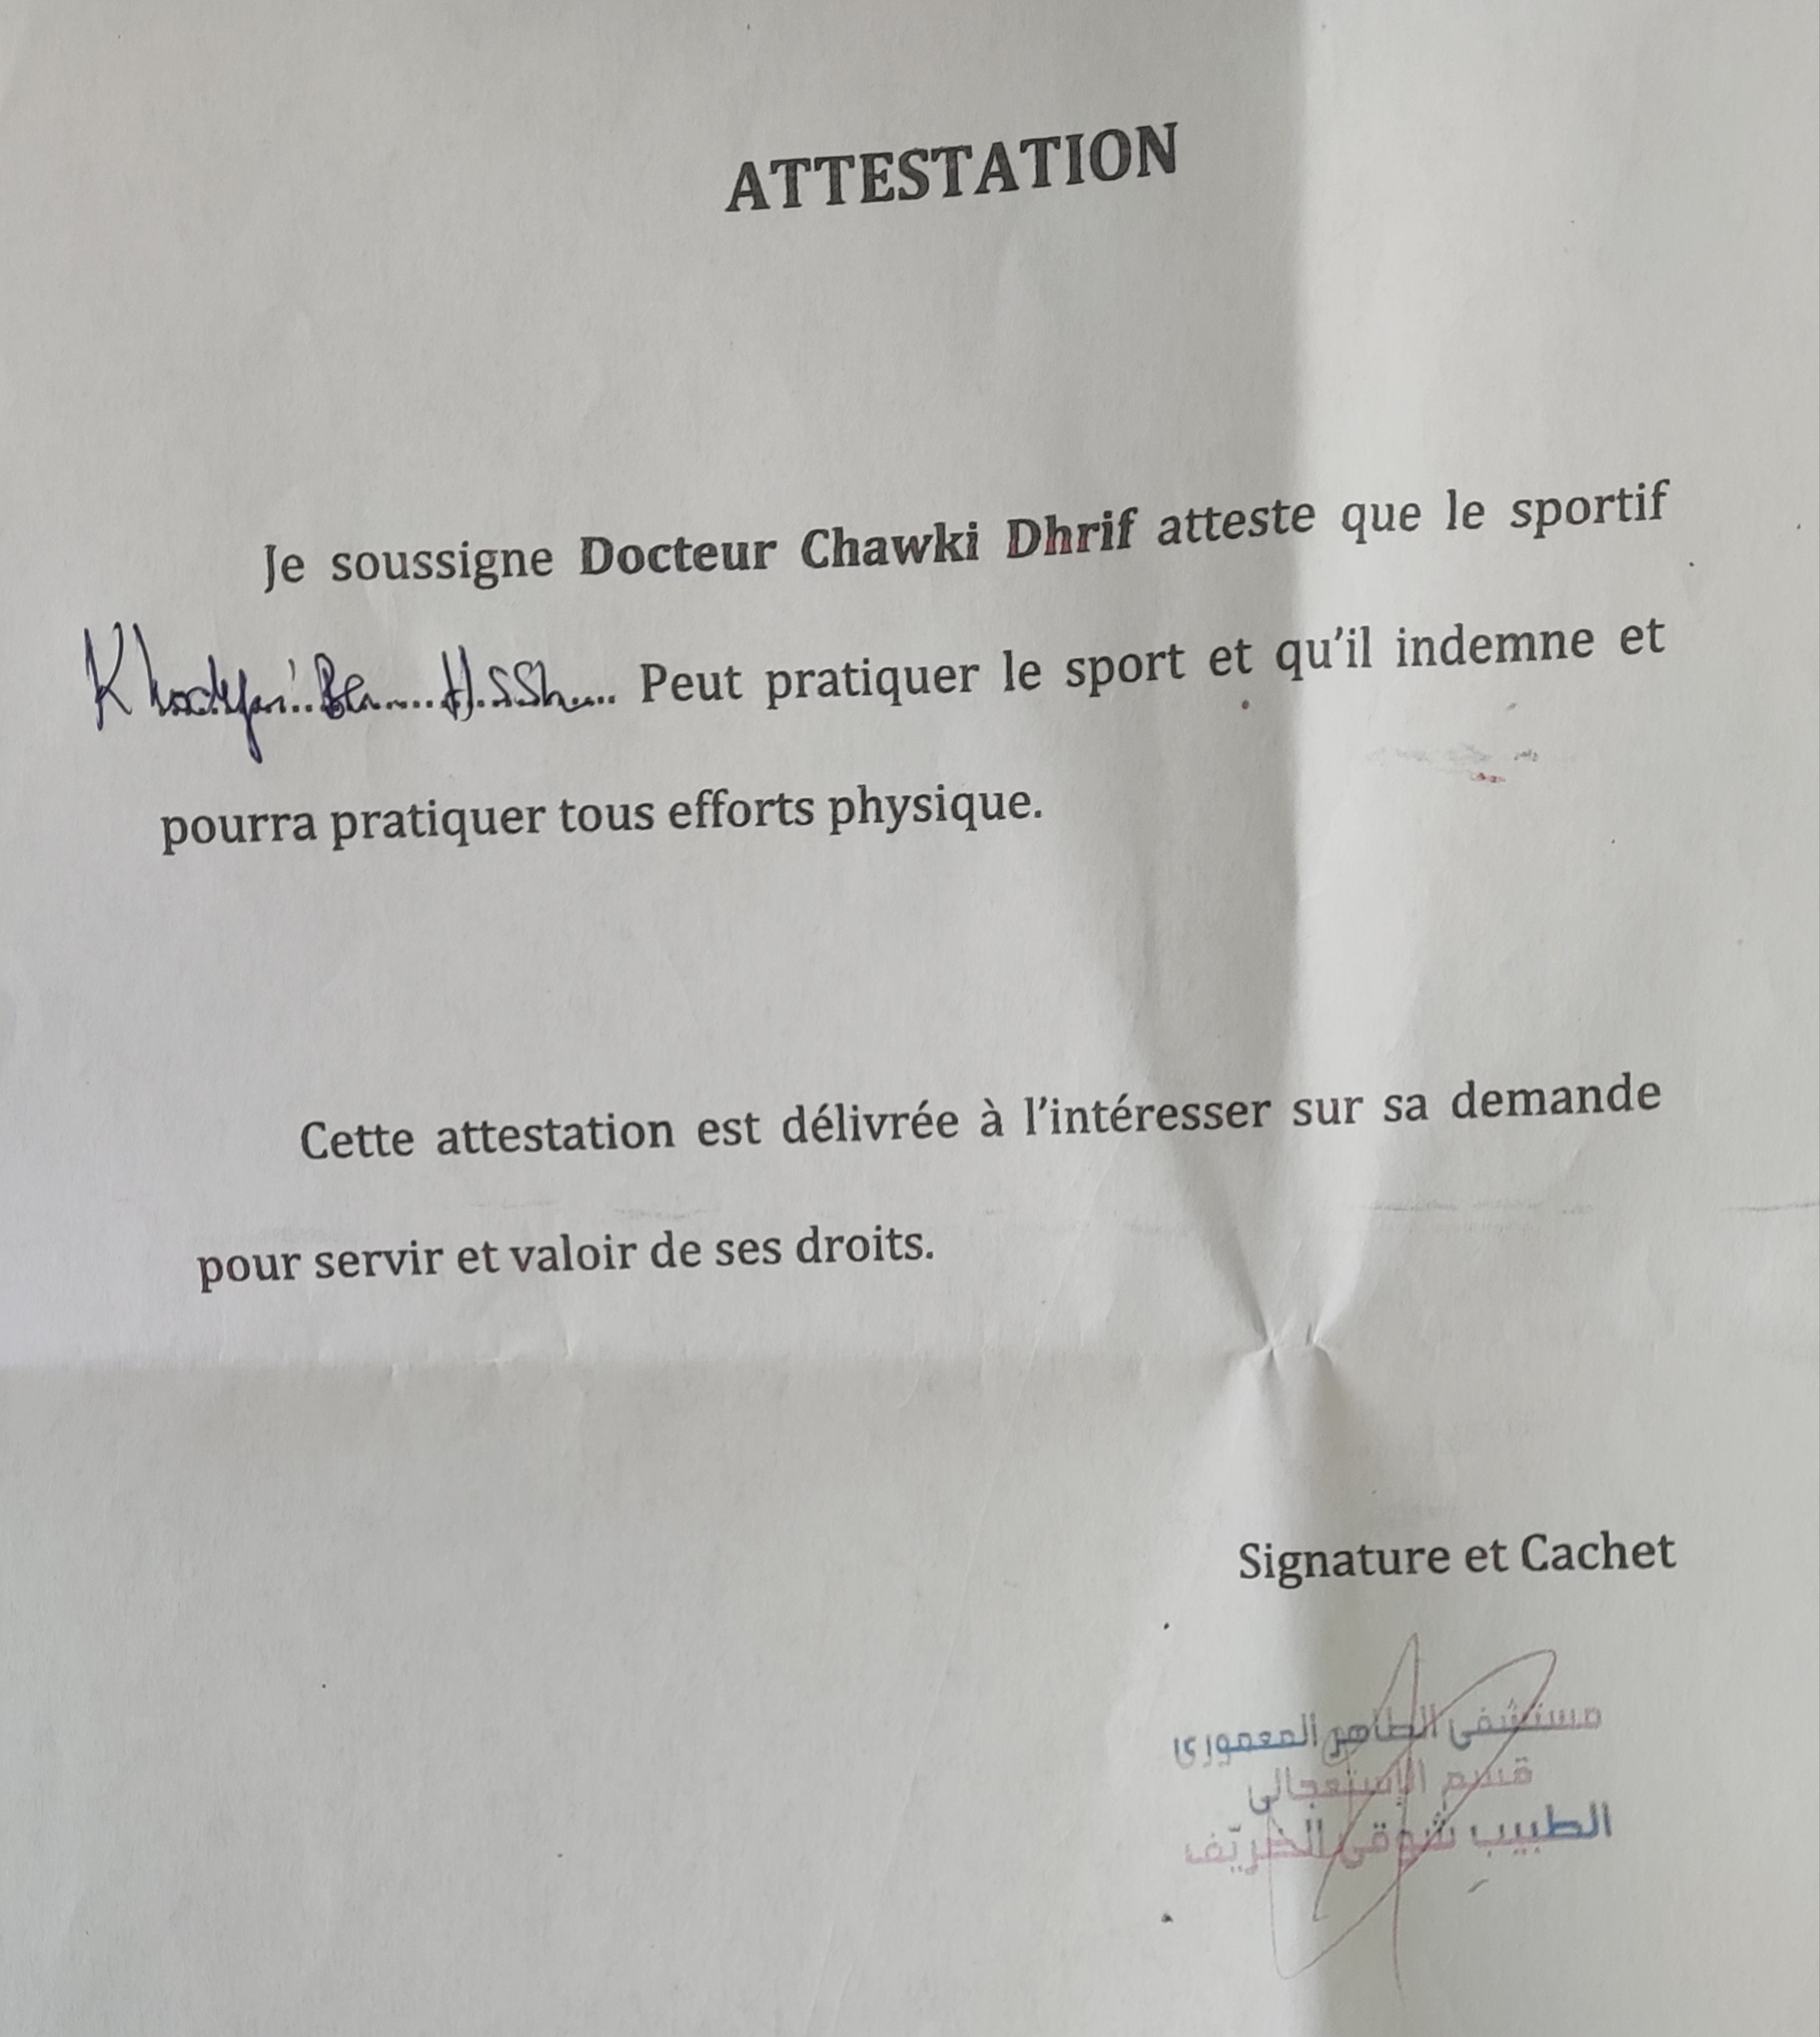 ATTESTATION
Je soussigne Docteur Chawki Dhrif atteste que le sportif
Ben Peut pratiquer le sport et qu'il indemne et
pourra pratiquer tous efforts physique.
Cette attestation est délivrée à l'intéresser sur sa demande
pour servir et valoir de ses droits.
Signature et Cachet
مستشفى الطاهر المعموري
قسم الإستعجالي
الطبيب شوقي الظريّف